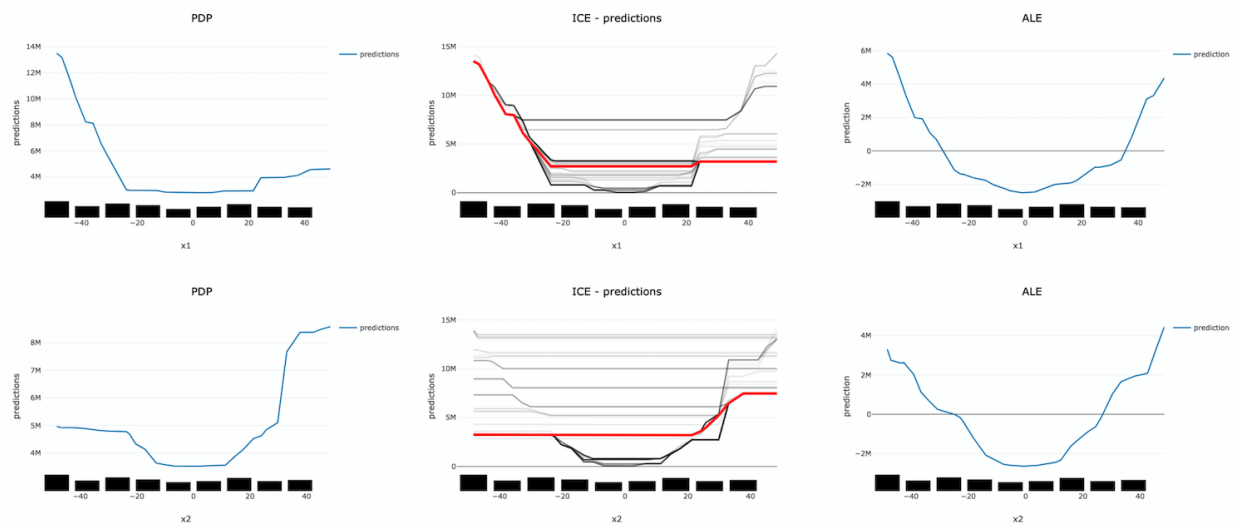 PDP
14M
12M
10M
8M
6M
4M
predictions
predictions
−40
−20
0
20
40
x1
ICE - predictions
15M
10M
5M
0
predictions
−40
−20
0
20
40
x1
ALE
6M
4M
2M
0
−2M
prediction
prediction
−40
−20
0
20
40
x1
PDP
8M
7M
6M
5M
4M
predictions
predictions
−40
−20
0
20
40
x2
ICE - predictions
15M
10M
5M
0
predictions
−40
−20
0
20
40
x2
ALE
4M
2M
0
−2M
prediction
prediction
−40
−20
0
20
40
x2